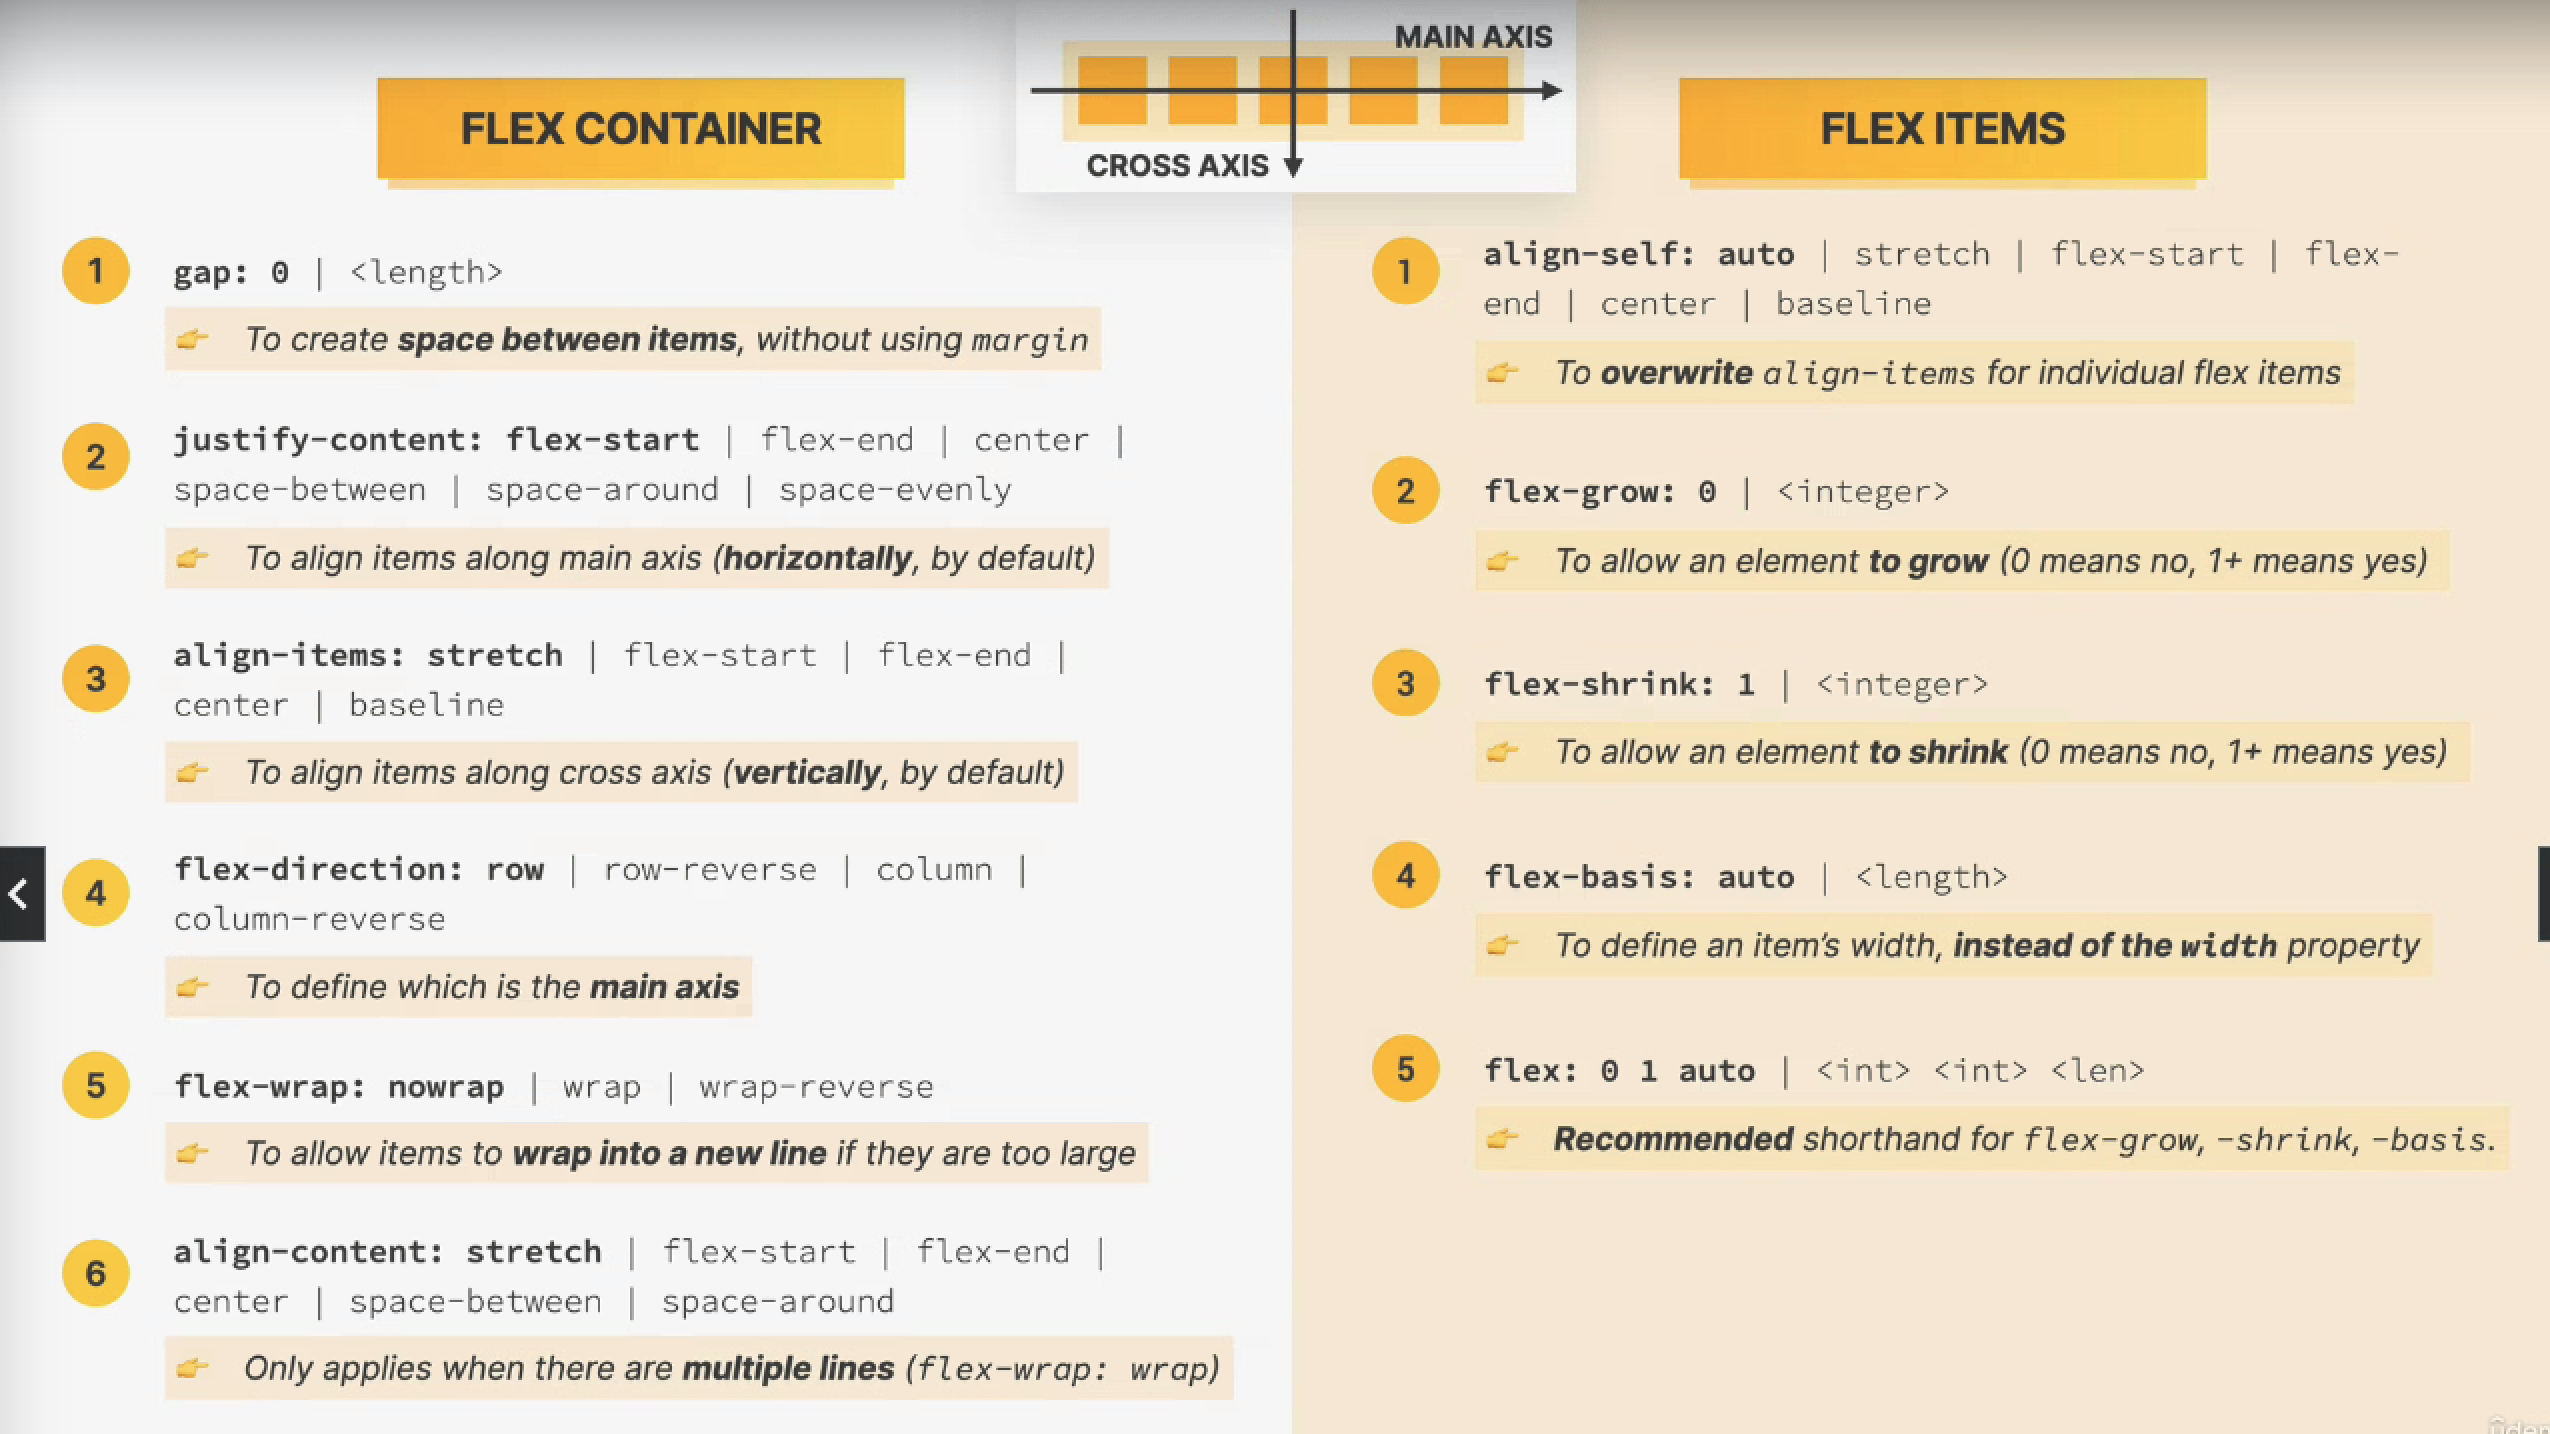 MAIN AXIS
CROSS AXIS
FLEX CONTAINER
1
gap: 0 | <length>
👉 To create space between items, without using margin
2
justify-content: flex-start | flex-end | center |
space-between | space-around | space-evenly
👉 To align items along main axis (horizontally, by default)
3
align-items: stretch | flex-start | flex-end |
center | baseline
👉 To align items along cross axis (vertically, by default)
4
flex-direction: row | row-reverse | column |
column-reverse
👉 To define which is the main axis
5
flex-wrap: nowrap | wrap | wrap-reverse
👉 To allow items to wrap into a new line if they are too large
6
align-content: stretch | flex-start | flex-end |
center | space-between | space-around
👉 Only applies when there are multiple lines (flex-wrap: wrap)
FLEX ITEMS
1
align-self: auto | stretch | flex-start | flex-
end | center | baseline
👉 To overwrite align-items for individual flex items
2
flex-grow: 0 | <integer>
👉 To allow an element to grow (0 means no, 1+ means yes)
3
flex-shrink: 1 | <integer>
👉 To allow an element to shrink (0 means no, 1+ means yes)
4
flex-basis: auto | <length>
👉 To define an item’s width, instead of the width property
5
flex: 0 1 auto | <int> <int> <len>
👉 Recommended shorthand for flex-grow, -shrink, -basis.